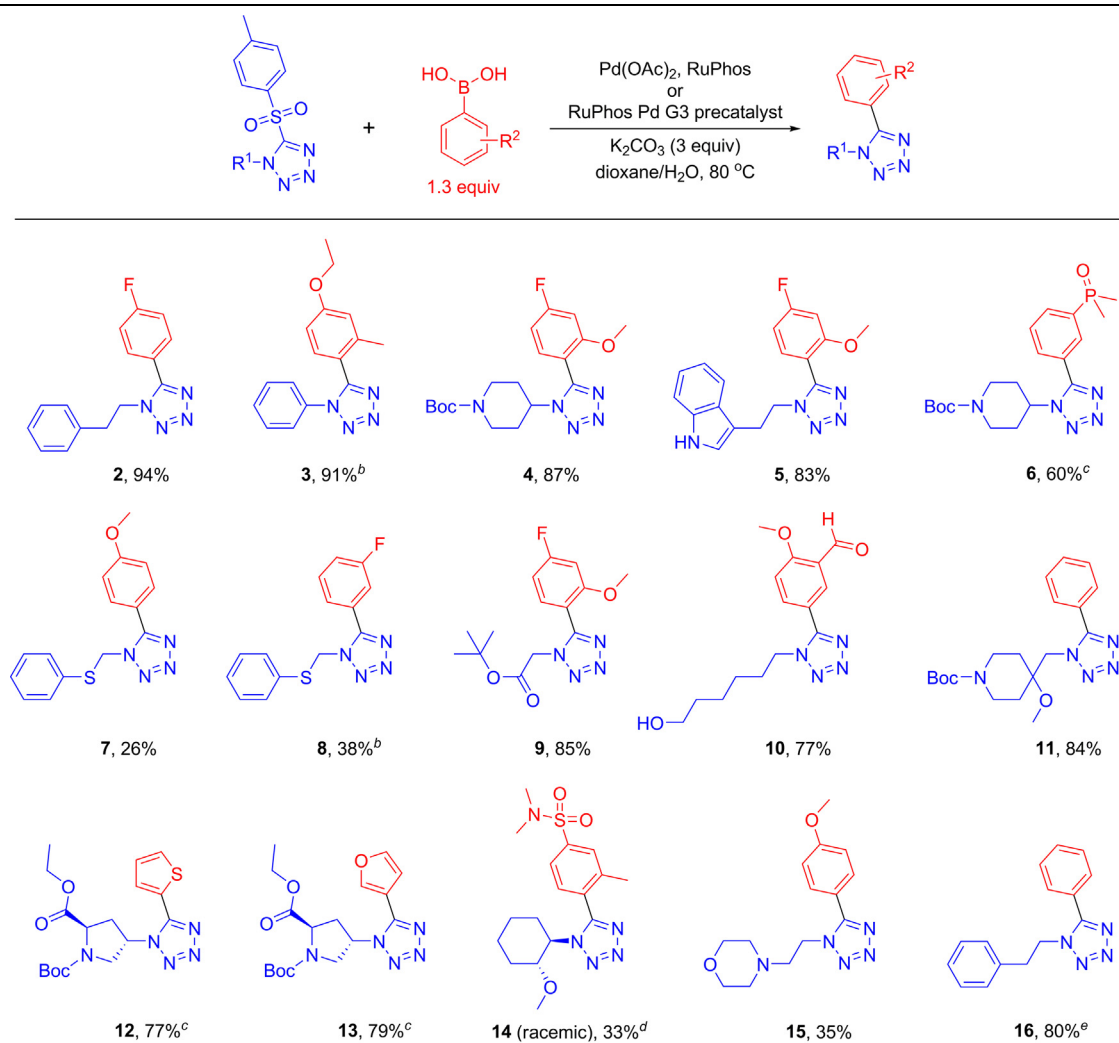 HO OH
B
O S O
R¹ N N N N
+
R²
1.3 equiv
Pd(OAc)₂, RuPhos
or
RuPhos Pd G3 precatalyst
K₂CO₃ (3 equiv)
dioxane/H₂O, 80 °C
R²
R¹ N N N N
F
N N N N
2, 94%
O
N N N N
3, 91%ᵇ
F
O
Boc N N N N N
4, 87%
F
O
HN N N N N
5, 83%
O
P
Boc N N N N N
6, 60%ᶜ
O
S N N N N
7, 26%
F
S N N N N
8, 38%ᵇ
F
O
O O N N N N
9, 85%
O H O
HO N N N N
10, 77%
Boc N O N N N N
11, 84%
O O S
N Boc N N N N
12, 77%ᶜ
O O O
N Boc N N N N
13, 79%ᶜ
N S O O
O N N N N
14 (racemic), 33%ᵈ
O
O N N N N N
15, 35%
N N N N
16, 80%ᵉ